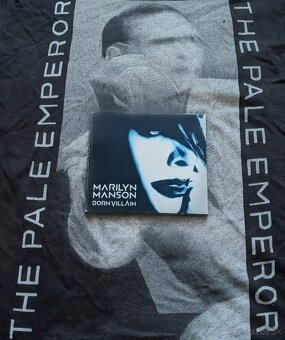 THE PALE EMPEROR
MARILYN
MANSON
BORN VILLAIN
THE PALE EMPEROR